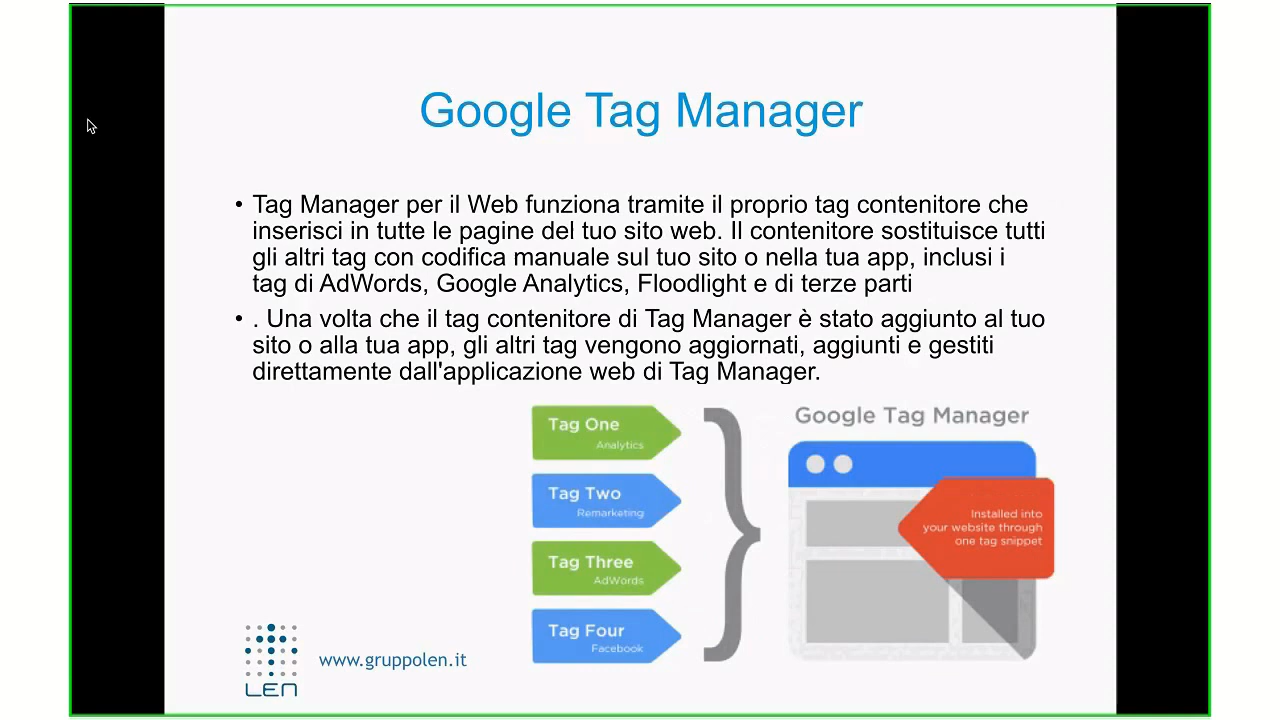 Google Tag Manager
• Tag Manager per il Web funziona tramite il proprio tag contenitore che
inserisci in tutte le pagine del tuo sito web. Il contenitore sostituisce tutti
gli altri tag con codifica manuale sul tuo sito o nella tua app, inclusi i
tag di AdWords, Google Analytics, Floodlight e di terze parti
• . Una volta che il tag contenitore di Tag Manager è stato aggiunto al tuo
sito o alla tua app, gli altri tag vengono aggiornati, aggiunti e gestiti
direttamente dall'applicazione web di Tag Manager.
Tag One
Analytics
Tag Two
Remarketing
Tag Three
AdWords
Tag Four
Facebook
Google Tag Manager
Installed into
your website through
one tag snippet
LEN
www.gruppolen.it